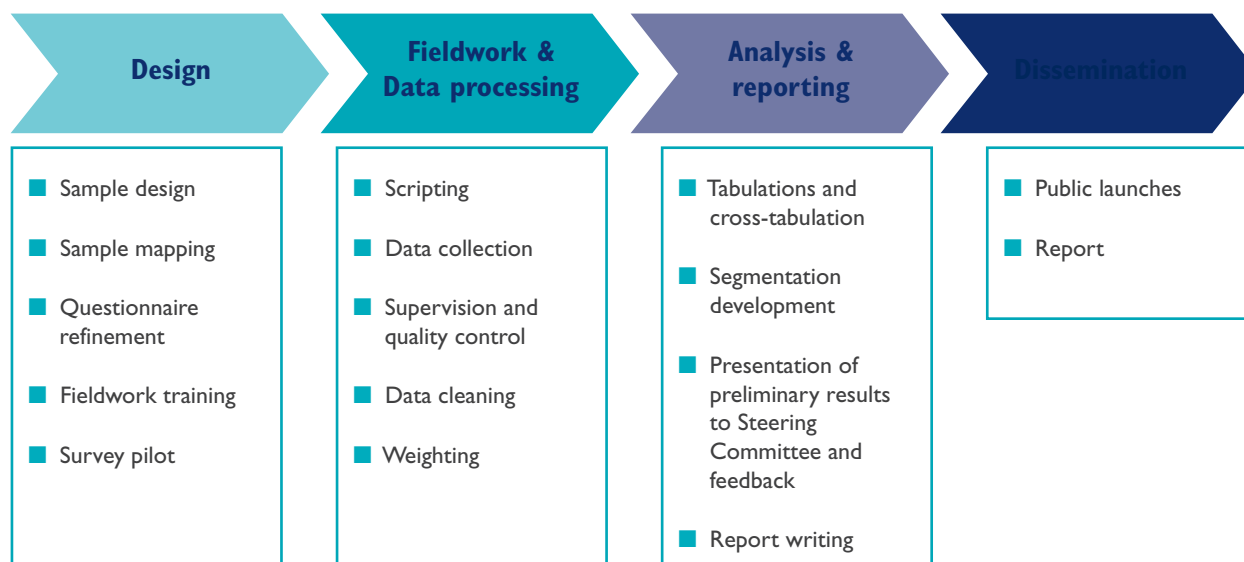 Design
Fieldwork &
Data processing
Analysis &
reporting
Dissemination
Sample design
Sample mapping
Questionnaire
refinement
Fieldwork training
Survey pilot
Scripting
Data collection
Supervision and
quality control
Data cleaning
Weighting
Tabulations and
cross-tabulation
Segmentation
development
Presentation of
preliminary results
to Steering
Committee and
feedback
Report writing
Public launches
Report